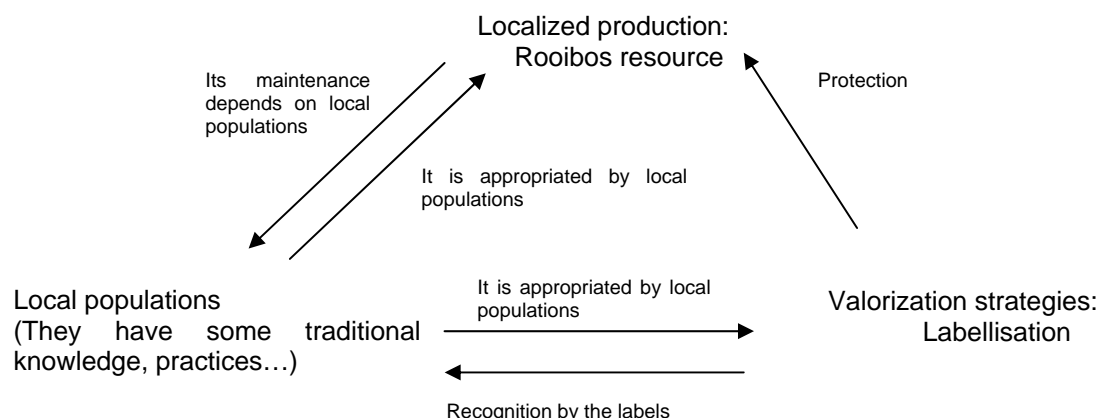 Localized production:
Rooibos resource
Its maintenance
depends on local
populations
Protection
It is appropriated by local
populations
Local populations
(They have some traditional
knowledge, practices…)
It is appropriated by local
populations
Valorization strategies:
Labellisation
Recognition by the labels